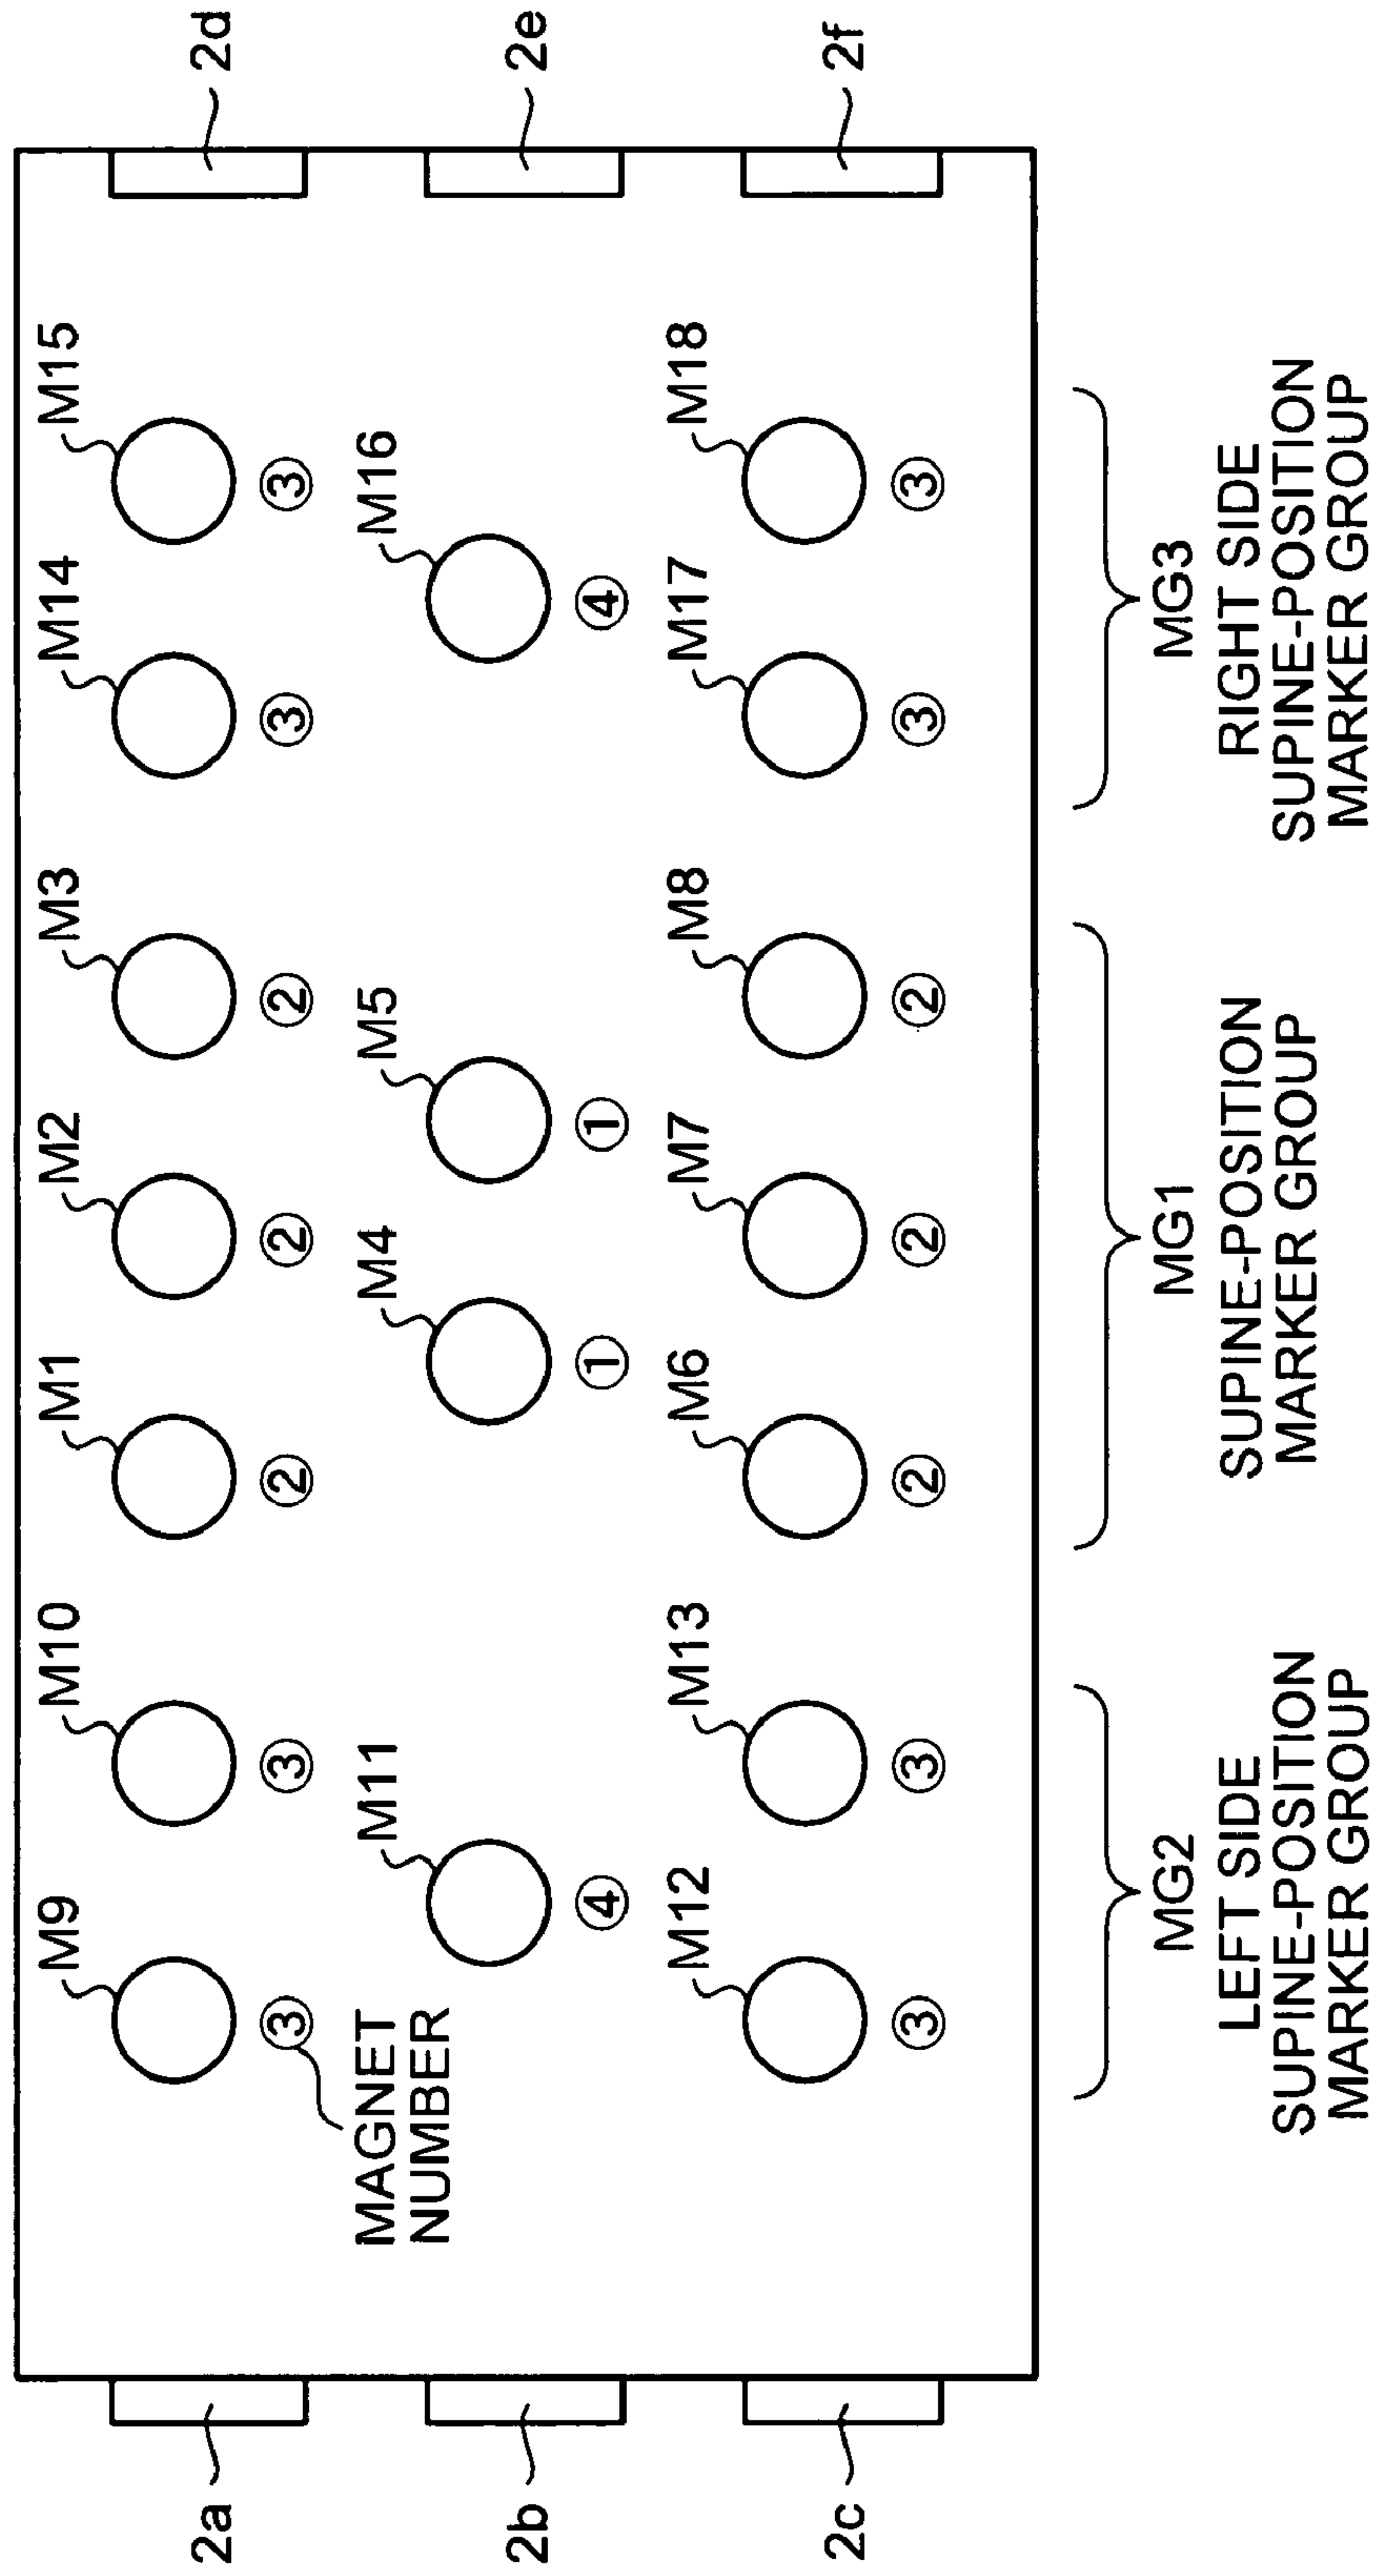 M9
M10
M1
M2
M3
M14
M15
③
③
②
②
②
③
③
MAGNET
NUMBER
M11
M4
M5
M16
④
①
①
④
M12
M13
M6
M7
M8
M17
M18
③
③
②
②
②
③
③
2a
2b
2c
2d
2e
2f
MG2
LEFT SIDE
SUPINE-POSITION
MARKER GROUP
MG1
SUPINE-POSITION
MARKER GROUP
MG3
RIGHT SIDE
SUPINE-POSITION
MARKER GROUP